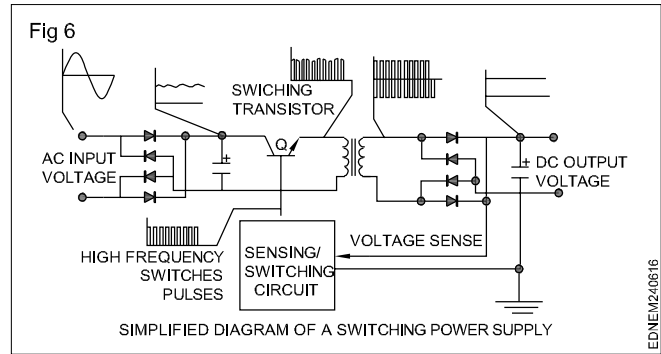 Fig 6
SWICHING
TRANSISTOR
Q
+
AC INPUT
VOLTAGE
+
DC OUTPUT
VOLTAGE
HIGH FREQUENCY
SWITCHES
PULSES
SENSING/
SWITCHING
CIRCUIT
VOLTAGE SENSE
SIMPLIFIED DIAGRAM OF A SWITCHING POWER SUPPLY
EDNEM240616